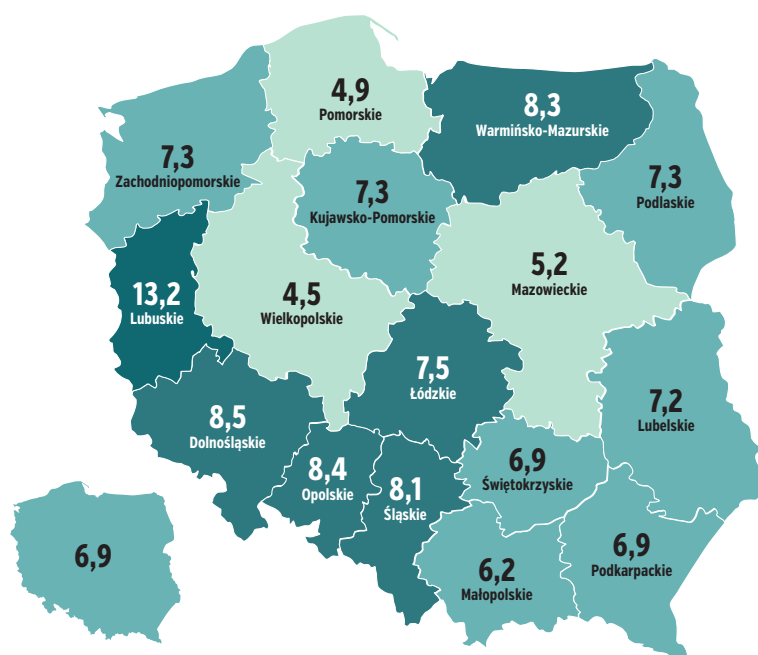 4,9
Pomorskie
8,3
Warmińsko-Mazurskie
7,3
Zachodniopomorskie
7,3
Kujawsko-Pomorskie
7,3
Podlaskie
5,2
Mazowieckie
13,2
Lubuskie
4,5
Wielkopolskie
7,5
Łódzkie
7,2
Lubelskie
8,5
Dolnośląskie
8,4
Opolskie
8,1
Śląskie
6,9
Świętokrzyskie
6,9
6,2
Małopolskie
6,9
Podkarpackie